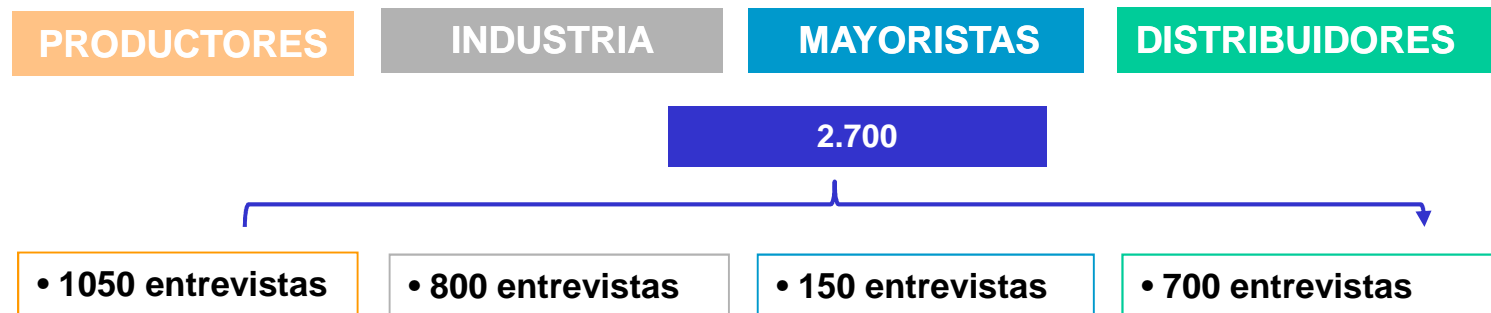 PRODUCTORES
INDUSTRIA
MAYORISTAS
DISTRIBUIDORES
2.700
• 1050 entrevistas
• 800 entrevistas
• 150 entrevistas
• 700 entrevistas